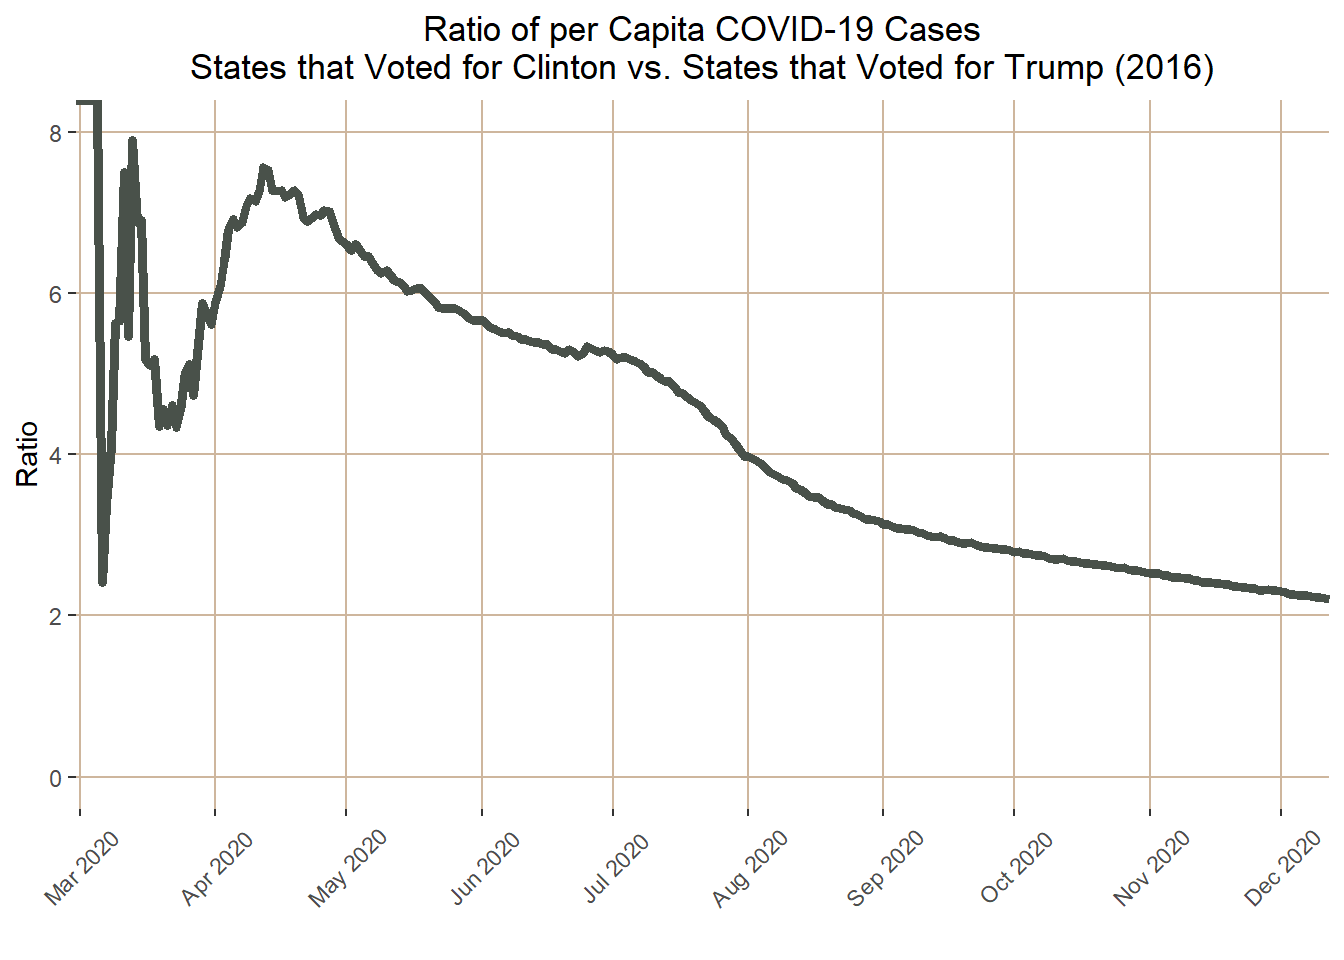 Ratio of per Capita COVID-19 Cases
States that Voted for Clinton vs. States that Voted for Trump (2016)
8
6
4
2
0
Ratio
Mar 2020
Apr 2020
May 2020
Jun 2020
Jul 2020
Aug 2020
Sep 2020
Oct 2020
Nov 2020
Dec 2020